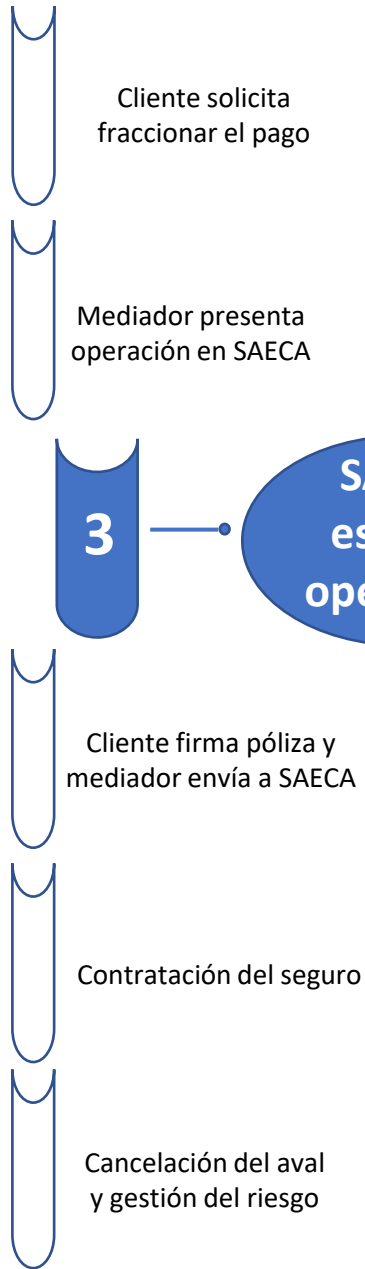 Cliente solicita
fraccionar el pago
Mediador presenta
operación en SAECA
3
Cliente firma póliza y
mediador envía a SAECA
Contratación del seguro
Cancelación del aval
y gestión del riesgo